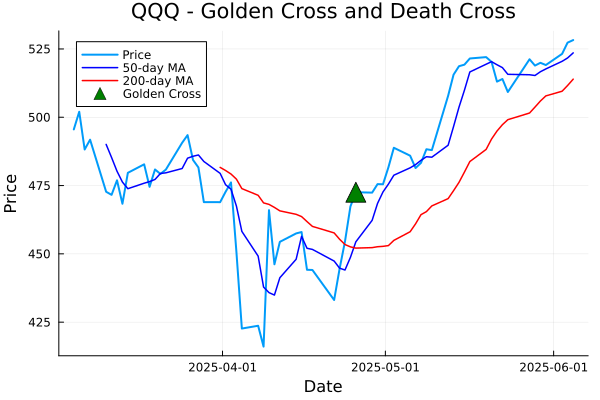 QQQ - Golden Cross and Death Cross
Price
50-day MA
200-day MA
Golden Cross
525
500
475
450
425
Price
2025-04-01
2025-05-01
2025-06-01
Date